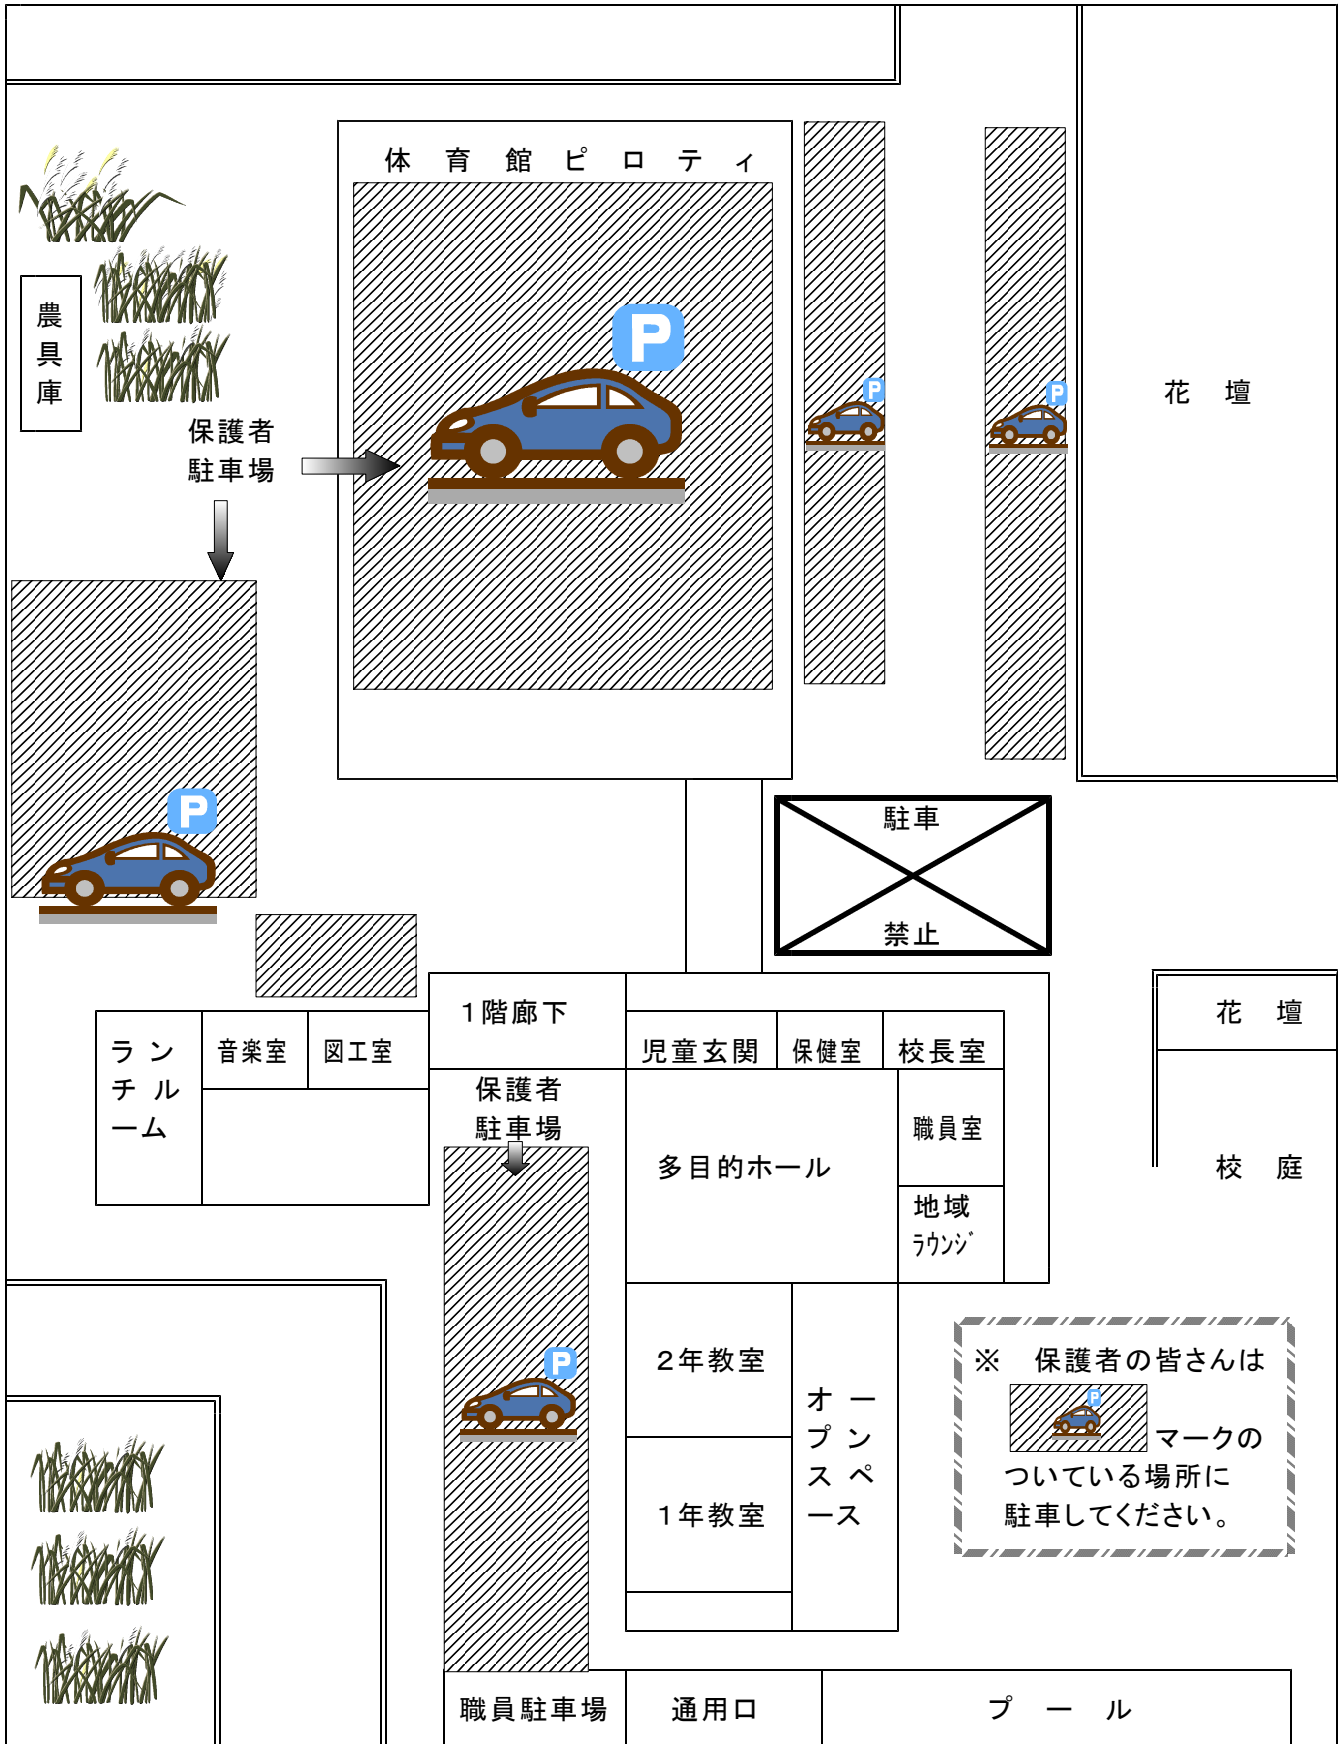 体育館ピロティ
P
P
P
農
具
庫
花壇
保護者
駐車場
P
駐車
禁止
1階廊下
花壇
ラン
チル
ーム
音楽室
図工室
児童玄関
保健室
校長室
保護者
駐車場
職員室
多目的ホール
校庭
地域
ﾗｳﾝｼﾞ
P
2年教室
オー
プン
スペ
ース
1年教室
※ 保護者の皆さんは
P
マークの
ついている場所に
駐車してください。
職員駐車場
通用口
プール